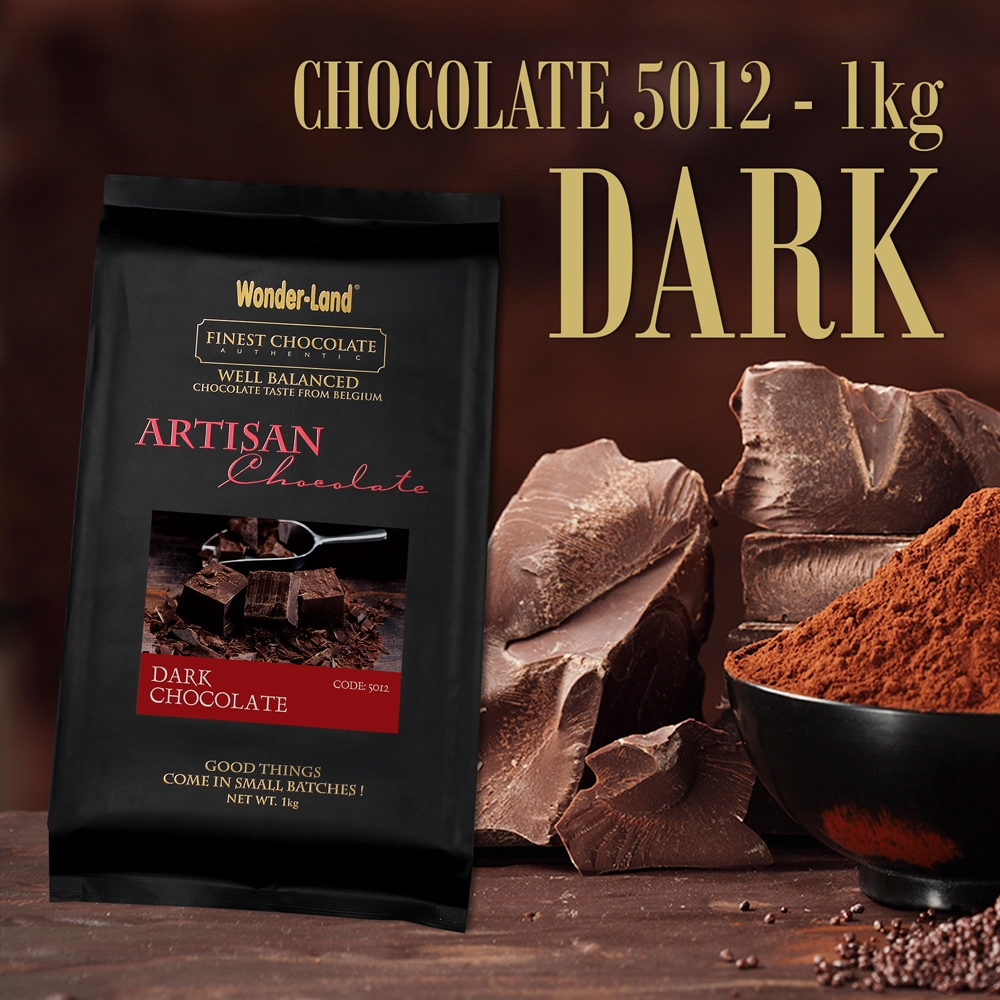 CHOCOLATE 5012 - 1kg
DARK
Wonder-Land®
FINEST CHOCOLATE
AUTHENTIC
WELL BALANCED
CHOCOLATE TASTE FROM BELGIUM
ARTISAN
Chocolate
DARK
CHOCOLATE
CODE: 5012
GOOD THINGS
COME IN SMALL BATCHES !
NET WT. 1kg